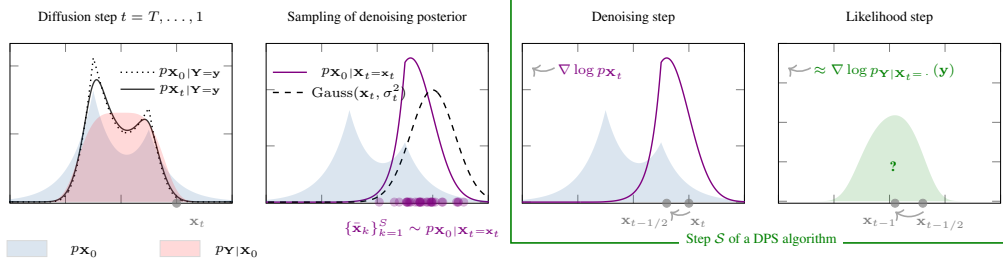 Diffusion step t = T, . . . , 1
p_{X_0|Y=y}
p_{X_t|Y=y}
x_t
p_{X_0}
p_{Y|X_0}
Sampling of denoising posterior
p_{X_0|X_t=x_t}
Gauss(x_t, σ_t^2)
{x̄_k}_{k=1}^S ∼ p_{X_0|X_t=x_t}
Denoising step
∇ log p_{X_t}
x_{t−1/2}
x_t
Likelihood step
≈ ∇ log p_{Y|X_t= ·}(y)
?
x_{t−1}
x_{t−1/2}
Step S of a DPS algorithm